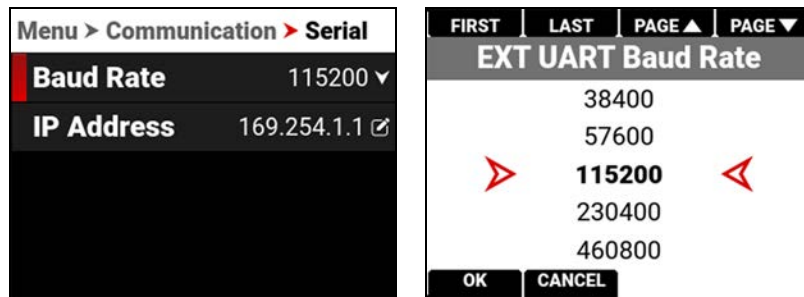 Menu > Communication > Serial
Baud Rate 115200
IP Address 169.254.1.1
FIRST LAST PAGE▲ PAGE▼
EXT UART Baud Rate
38400
57600
115200
230400
460800
OK CANCEL